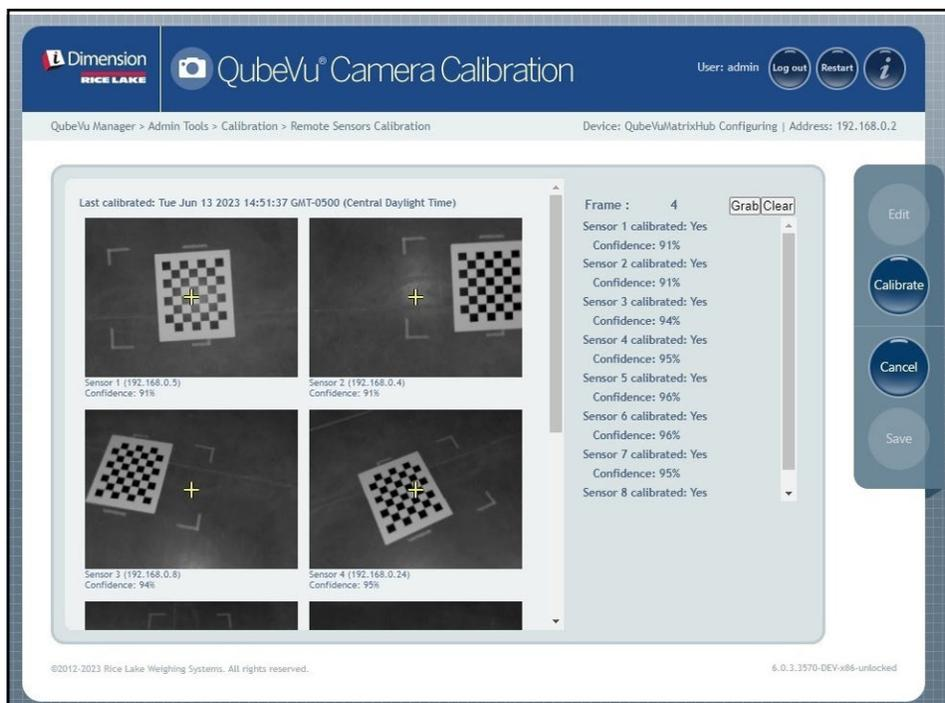 iDimension
RICE LAKE
QubeVu® Camera Calibration
User: admin
Log out
Restart
i
QubeVu Manager > Admin Tools > Calibration > Remote Sensors Calibration
Device: QubeVuMatrixHub Configuring | Address: 192.168.0.2
Last calibrated: Tue Jun 13 2023 14:51:37 GMT-0500 (Central Daylight Time)
Sensor 1 (192.168.0.5)
Confidence: 91%
Sensor 2 (192.168.0.4)
Confidence: 91%
Sensor 3 (192.168.0.8)
Confidence: 94%
Sensor 4 (192.168.0.24)
Confidence: 95%
Frame : 4
Grab Clear
Sensor 1 calibrated: Yes
Confidence: 91%
Sensor 2 calibrated: Yes
Confidence: 91%
Sensor 3 calibrated: Yes
Confidence: 94%
Sensor 4 calibrated: Yes
Confidence: 95%
Sensor 5 calibrated: Yes
Confidence: 96%
Sensor 6 calibrated: Yes
Confidence: 96%
Sensor 7 calibrated: Yes
Confidence: 95%
Sensor 8 calibrated: Yes
Edit
Calibrate
Cancel
Save
©2012-2023 Rice Lake Weighing Systems. All rights reserved.
6.0.3.3570-DEV-x86-unlocked